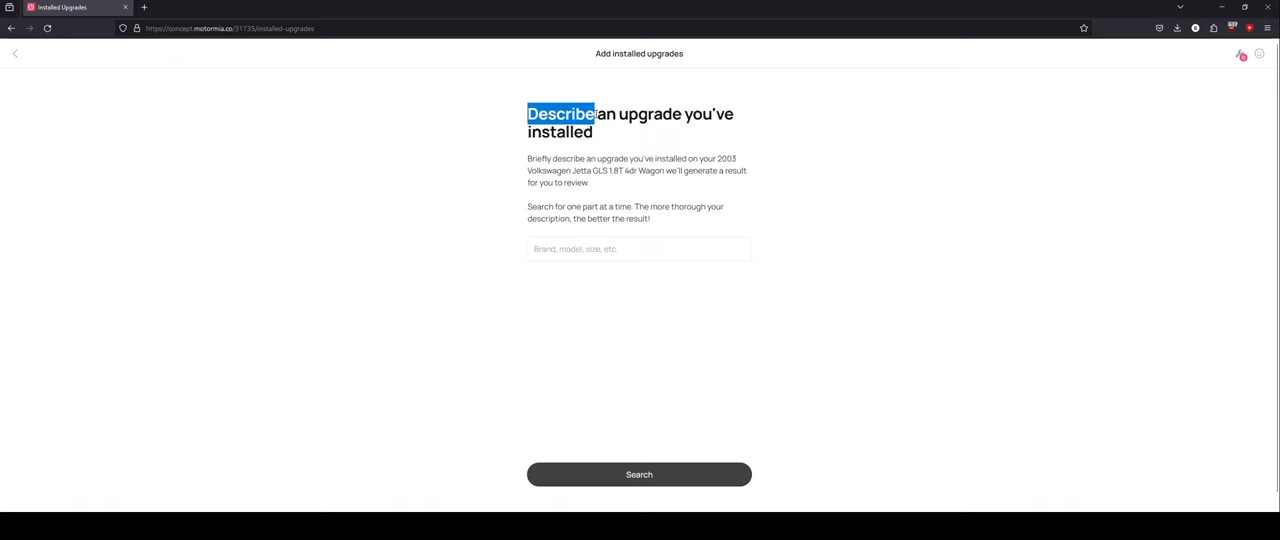 Installed Upgrades
https://concept.motormia.co/31735/installed-upgrades
Add installed upgrades
Describe an upgrade you've
installed
Briefly describe an upgrade you've installed on your 2003
Volkswagen Jetta GLS 1.8T 4dr Wagon we'll generate a result
for you to review.
Search for one part at a time. The more thorough your
description, the better the result!
Brand, model, size, etc.
Search